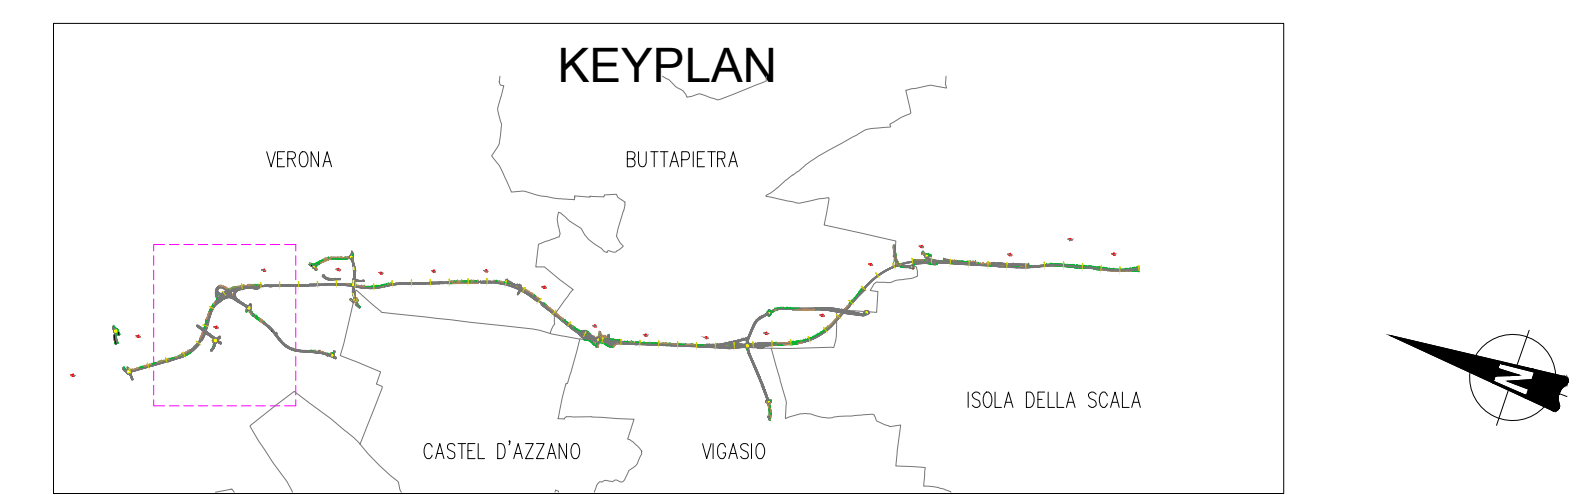 KEYPLAN
VERONA
BUTTAPIETRA
ISOLA DELLA SCALA
CASTEL D'AZZANO
VIGASIO
N